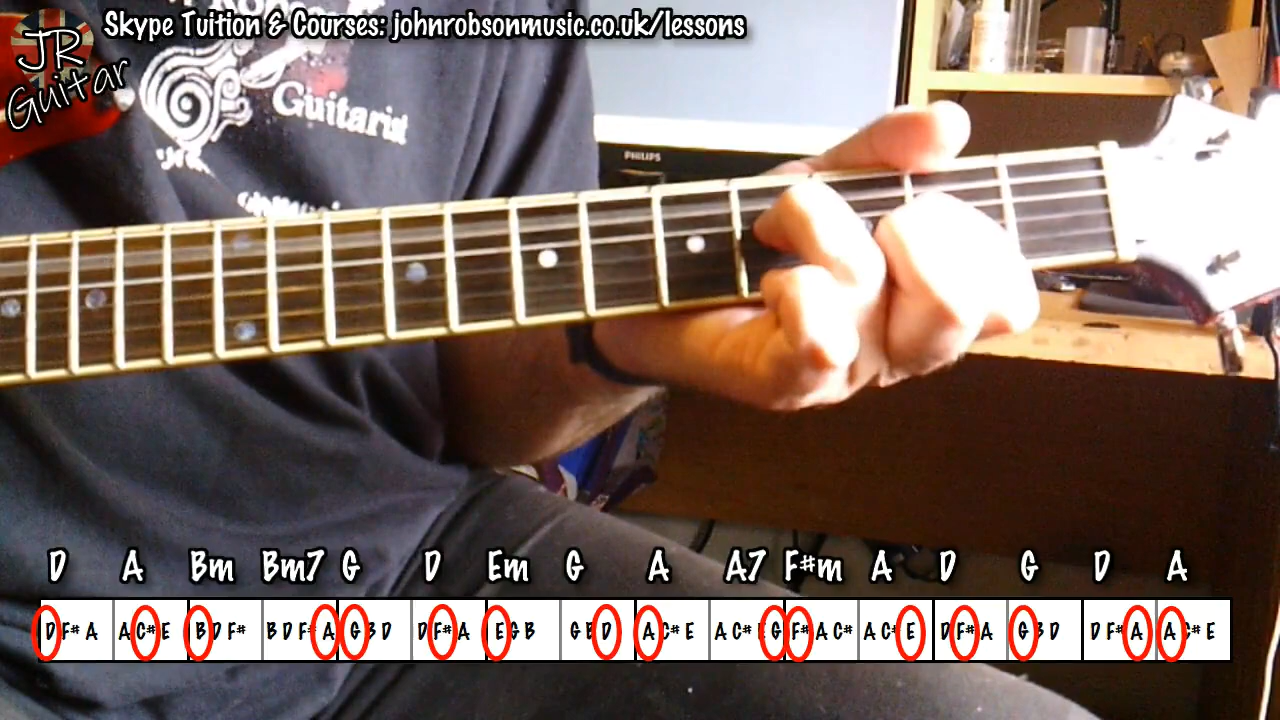 Skype Tuition & Courses: johnrobsonmusic.co.uk/lessons
JR
Guitar
Guitarist
PHILIPS
D A Bm Bm7 G D Em G A A7 F#m A D G D A
D F# A A C# E B D F# B D F# A G B D D F# A E G B G B D A C# E A C# E G F# A C# A C# E D F# A G B D D F# A A C# E